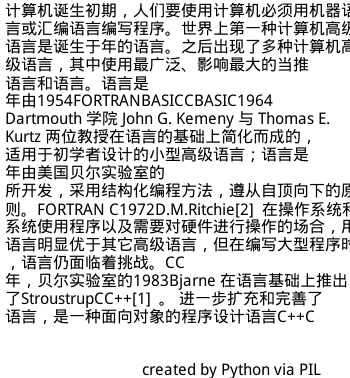 计算机诞生初期，人们要使用计算机必须用机器语
言或汇编语言编写程序。世界上第一种计算机高级
语言是诞生于年的语言。之后出现了多种计算机高
级语言，其中使用最广泛、影响最大的当推
语言和语言。语言是
年由1954FORTRANBASICCBASIC1964
Dartmouth 学院 John G. Kemeny 与 Thomas E.
Kurtz 两位教授在语言的基础上简化而成的，
适用于初学者设计的小型高级语言；语言是
年由美国贝尔实验室的
所开发，采用结构化编程方法，遵从自顶向下的原
则。FORTRAN C1972D.M.Ritchie[2] 在操作系统和
系统使用程序以及需要对硬件进行操作的场合，用
语言明显优于其它高级语言，但在编写大型程序时
，语言仍面临着挑战。CC
年，贝尔实验室的1983Bjarne 在语言基础上推出
了StroustrupCC++[1] 。 进一步扩充和完善了
语言，是一种面向对象的程序设计语言C++C
created by Python via PIL